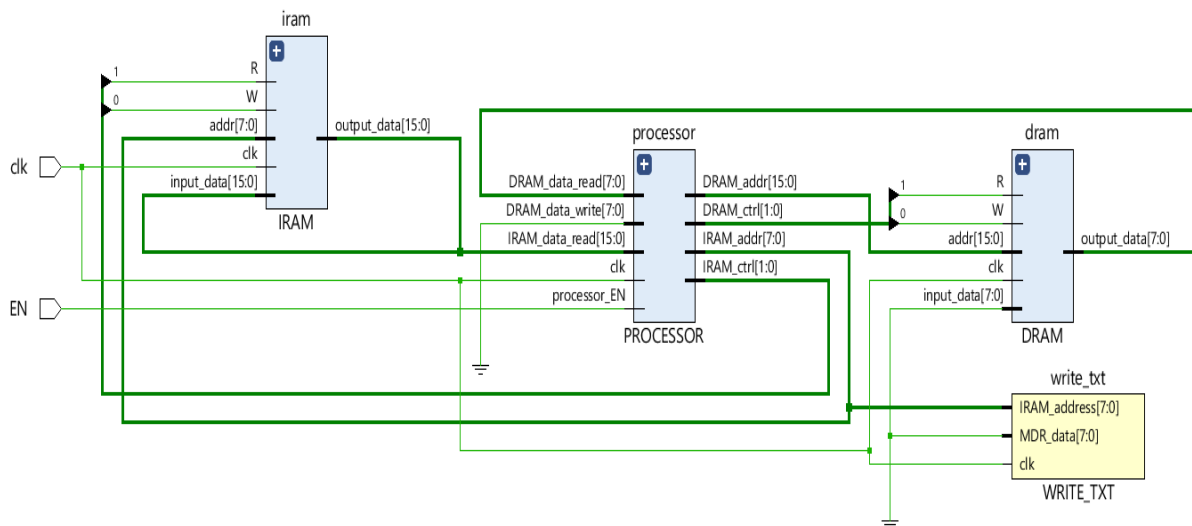 iram
1
R
0
W
addr[7:0]
output_data[15:0]
clk
clk
input_data[15:0]
IRAM
processor
DRAM_data_read[7:0]
DRAM_addr[15:0]
DRAM_data_write[7:0]
DRAM_ctrl[1:0]
IRAM_data_read[15:0]
IRAM_addr[7:0]
clk
IRAM_ctrl[1:0]
EN
processor_EN
PROCESSOR
dram
1
R
0
W
addr[15:0]
output_data[7:0]
clk
input_data[7:0]
DRAM
write_txt
IRAM_address[7:0]
MDR_data[7:0]
clk
WRITE_TXT